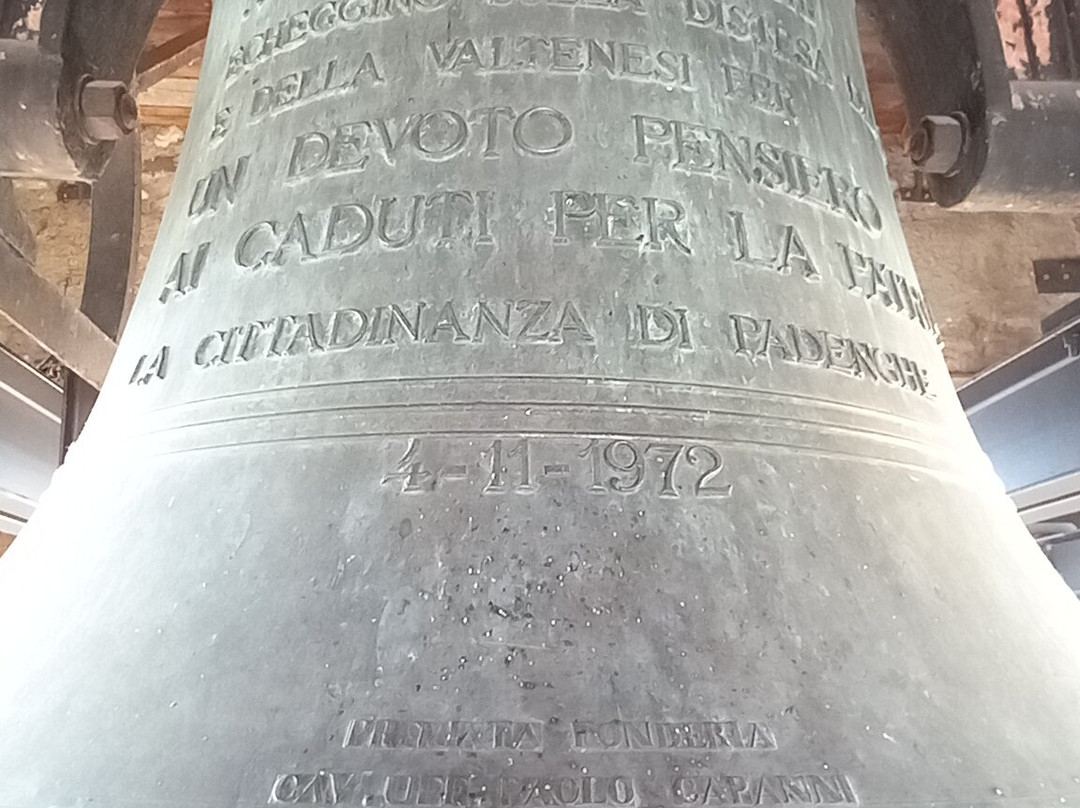 ECHEGGINO SULLA DISTESA
E DELLA VALTENESI PER
UN DEVOTO PENSIERO
AI CADUTI PER LA PATRIA
LA CITTADINANZA DI PADENGHE
4-11-1972
PREMIATA FONDERIA
CAV. UFF. PAOLO CAPANNI